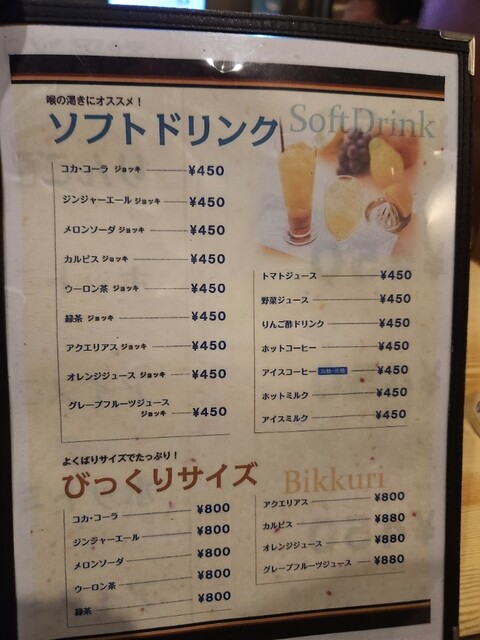 喉の渇きにオススメ！
ソフトドリンク
SoftDrink
コカ・コーラ ジョッキ ¥450
ジンジャーエール ジョッキ ¥450
メロンソーダ ジョッキ ¥450
カルピス ジョッキ ¥450
ウーロン茶 ジョッキ ¥450
緑茶 ジョッキ ¥450
アクエリアス ジョッキ ¥450
オレンジジュース ジョッキ ¥450
グレープフルーツジュース
ジョッキ ¥450
トマトジュース ¥450
野菜ジュース ¥450
りんご酢ドリンク ¥450
ホットコーヒー ¥450
アイスコーヒー ¥450
ホットミルク ¥450
アイスミルク ¥450
よくばりサイズでたっぷり！
びっくりサイズ
Bikkuri
コカ・コーラ ¥800
ジンジャーエール ¥800
メロンソーダ ¥800
ウーロン茶 ¥800
緑茶 ¥800
アクエリアス ¥800
カルピス ¥880
オレンジジュース ¥880
グレープフルーツジュース ¥880